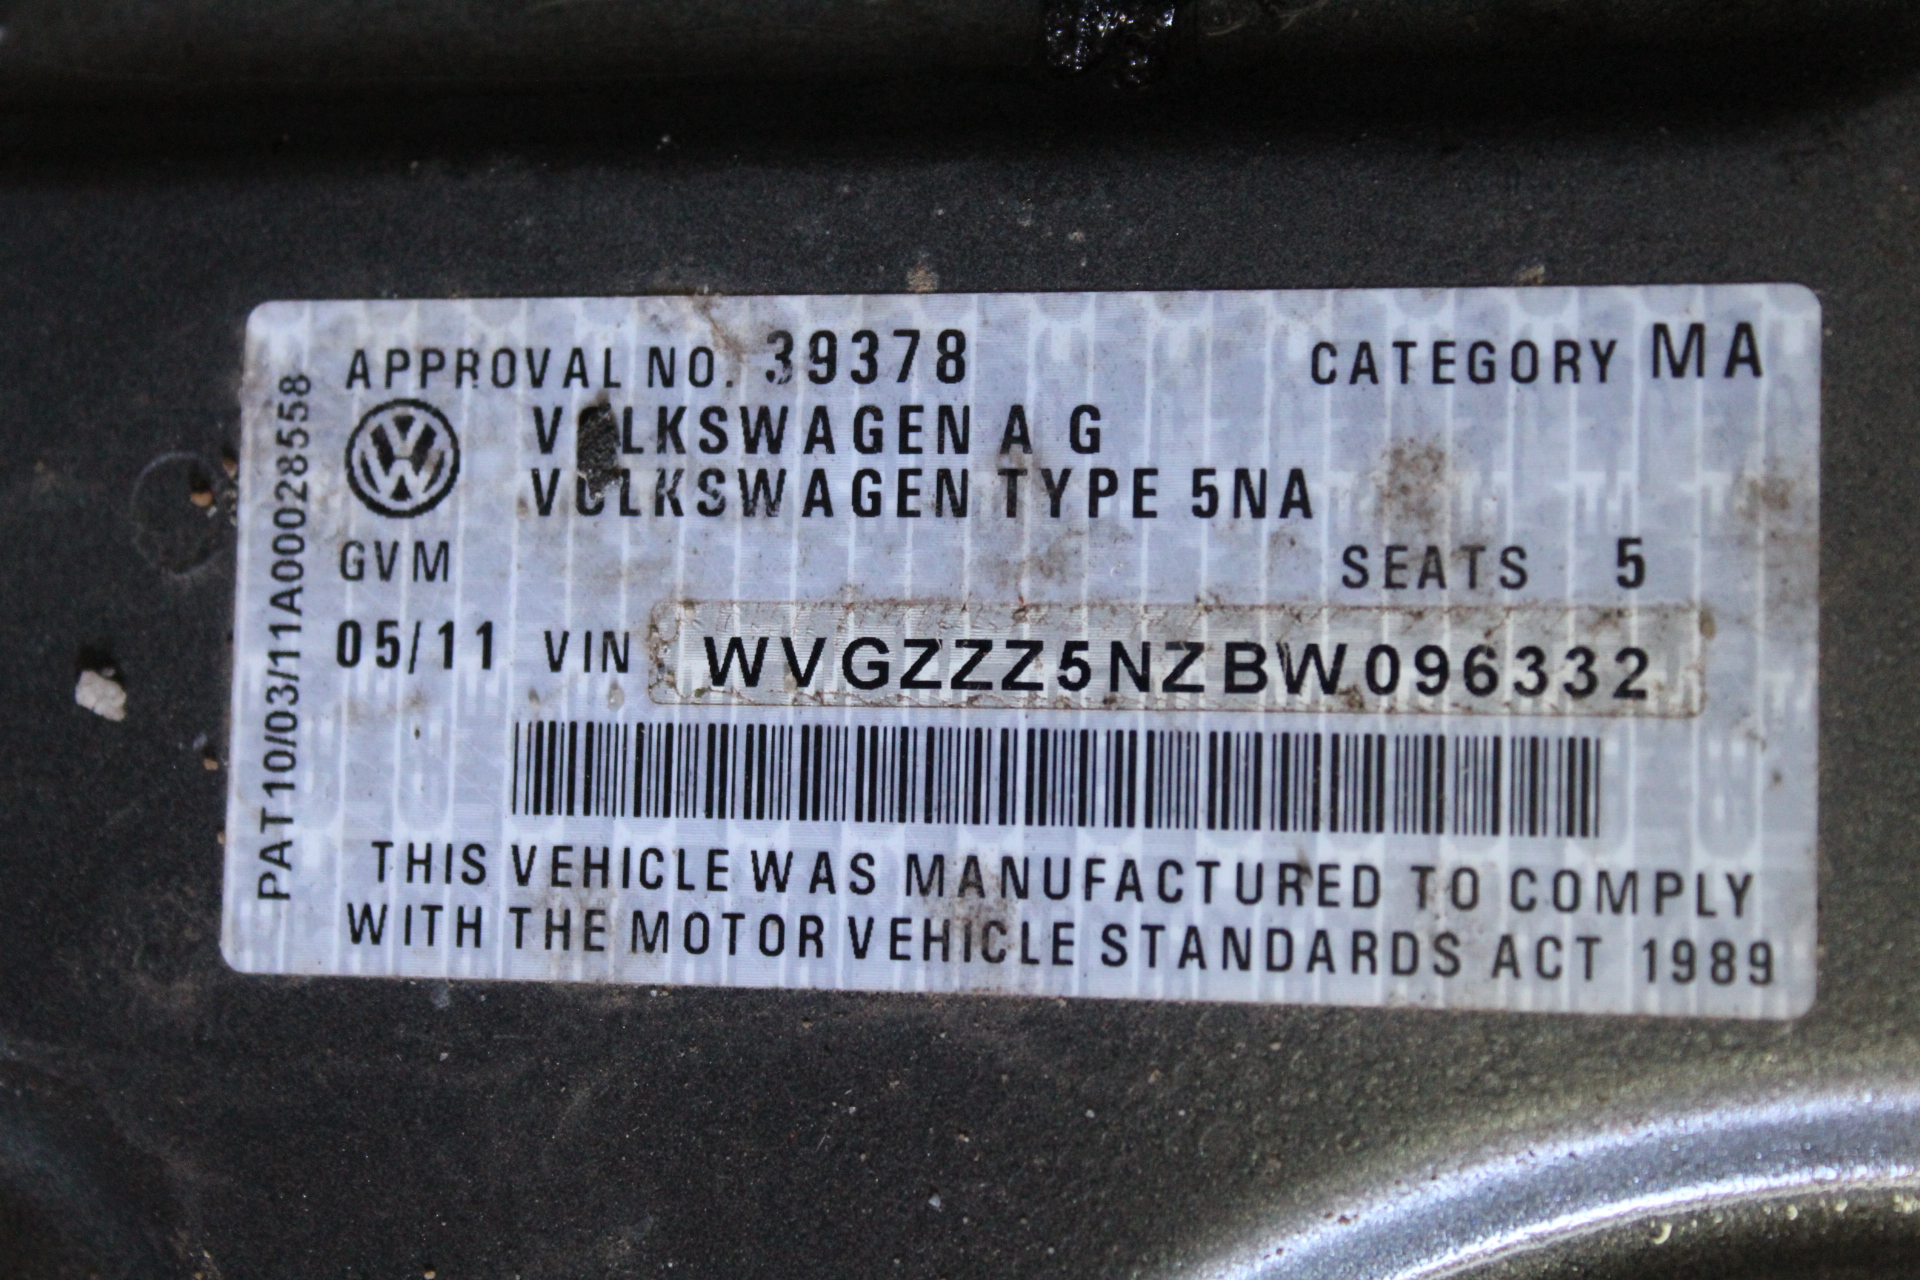 APPROVAL NO. 39378 CATEGORY MA
VOLKSWAGEN A G
VOLKSWAGEN TYPE 5NA
GVM SEATS 5
05/11 VIN WVGZZZ5NZBW096332
THIS VEHICLE WAS MANUFACTURED TO COMPLY
WITH THE MOTOR VEHICLE STANDARDS ACT 1989
PAT10/03/11A00028558